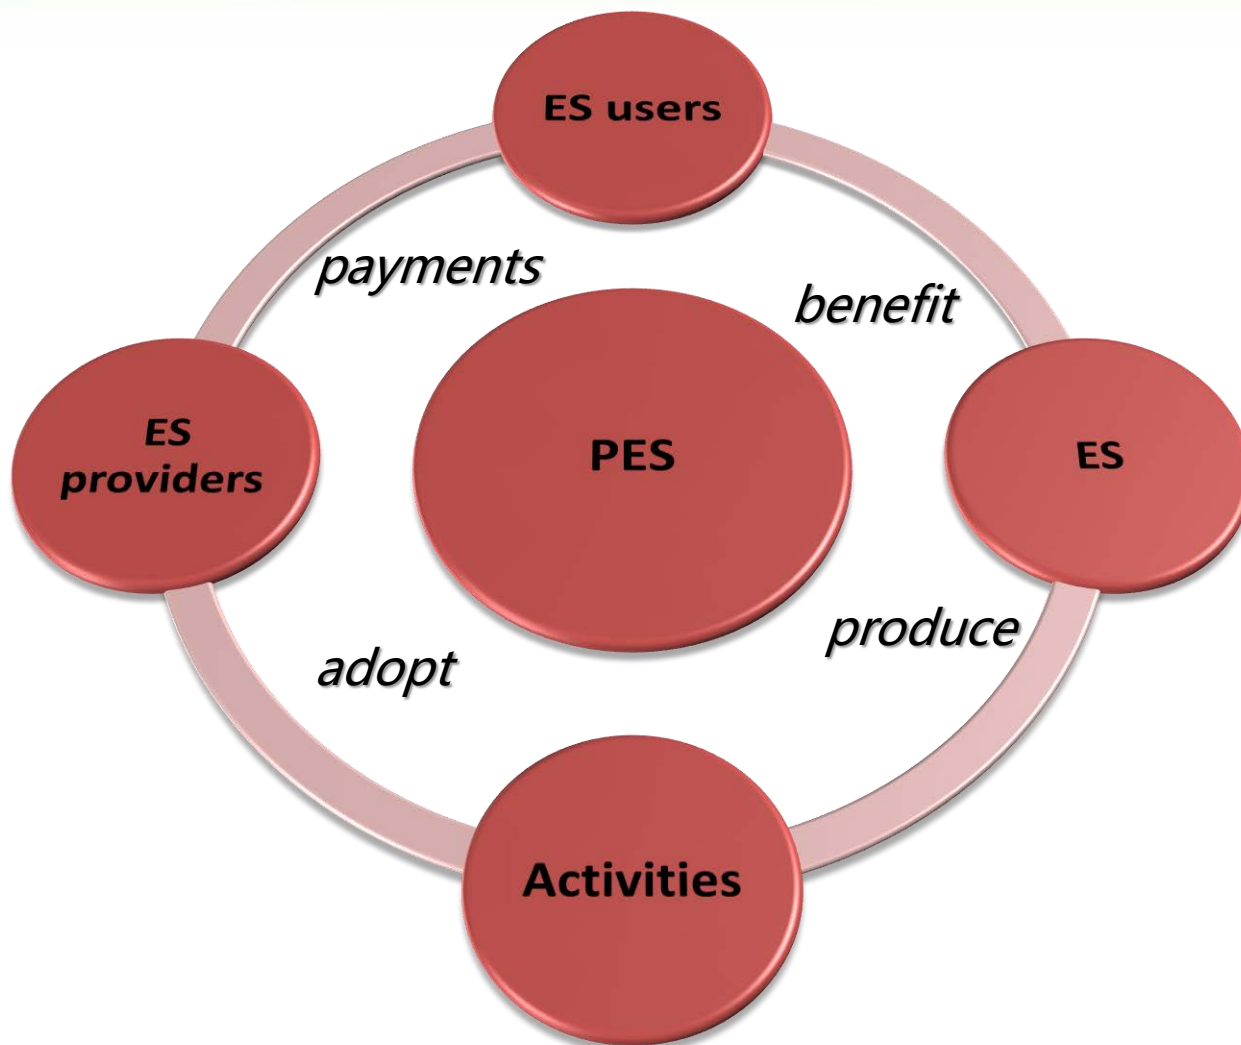 ES users
payments
benefit
ES
providers
PES
ES
adopt
produce
Activities